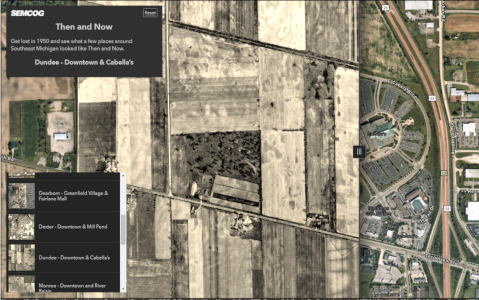 SEMCOG
Reset
Then and Now
Get lost in 1950 and see what a few places around
Southeast Michigan looked like Then and Now.
Dundee - Downtown & Cabella's
Dearborn - Greenfield Village &
Fairlane Mall
Dexter - Downtown & Mill Pond
Dundee - Downtown & Cabella's
Monroe - Downtown and River
Raisin